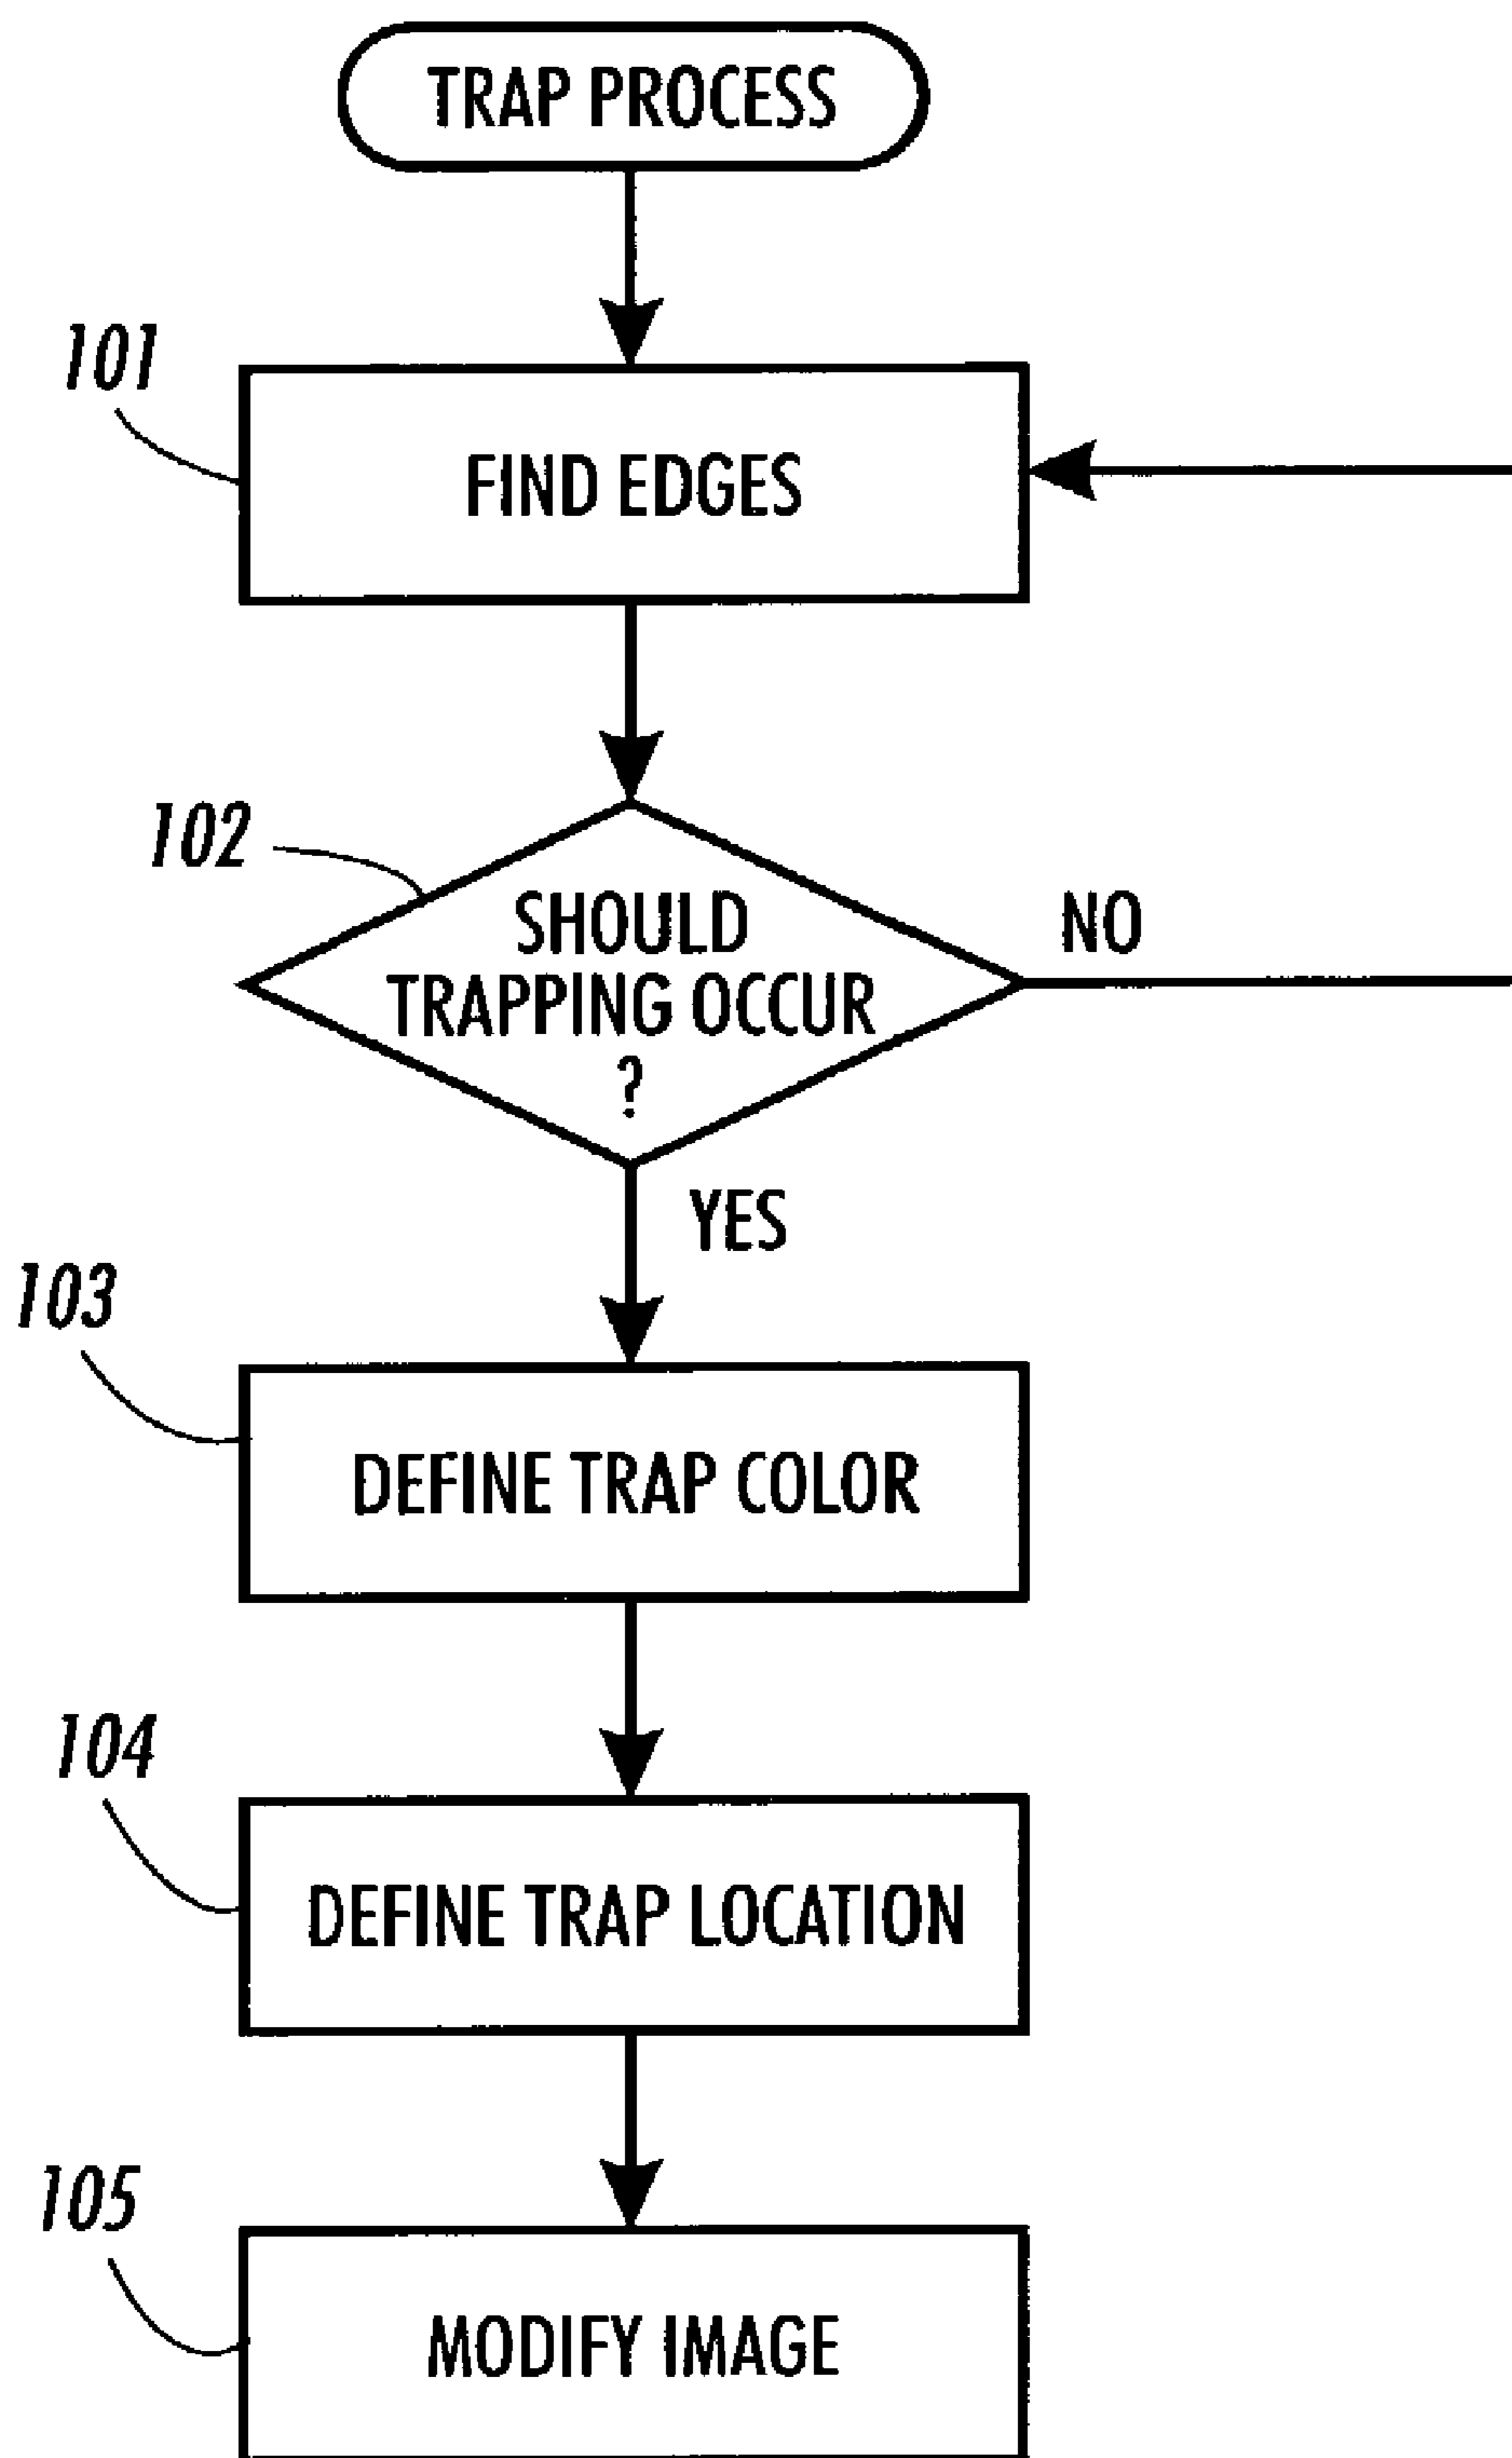 TRAP PROCESS
101
FIND EDGES
102
SHOULD
TRAPPING OCCUR
?
NO
YES
103
DEFINE TRAP COLOR
104
DEFINE TRAP LOCATION
105
MODIFY IMAGE